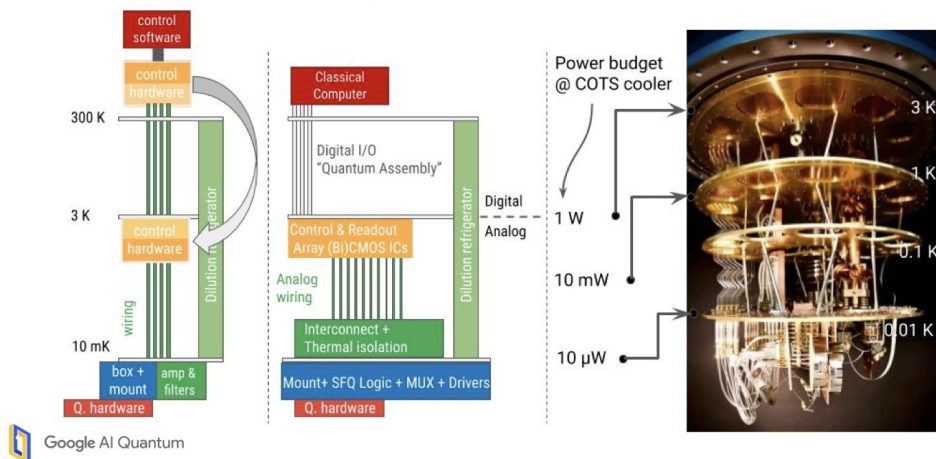 control
software
control
hardware
300 K
3 K
control
hardware
wiring
Dilution refrigerator
10 mK
box +
mount
amp &
filters
Q. hardware
Classical
Computer
Digital I/O
“Quantum Assembly”
Control & Readout
Array (Bi)CMOS ICs
Analog
wiring
Dilution refrigerator
Interconnect +
Thermal isolation
Mount+ SFQ Logic + MUX + Drivers
Q. hardware
Digital
Analog
Power budget
@ COTS cooler
1 W
10 mW
10 µW
3 K
1 K
0.1 K
0.01 K
Google AI Quantum